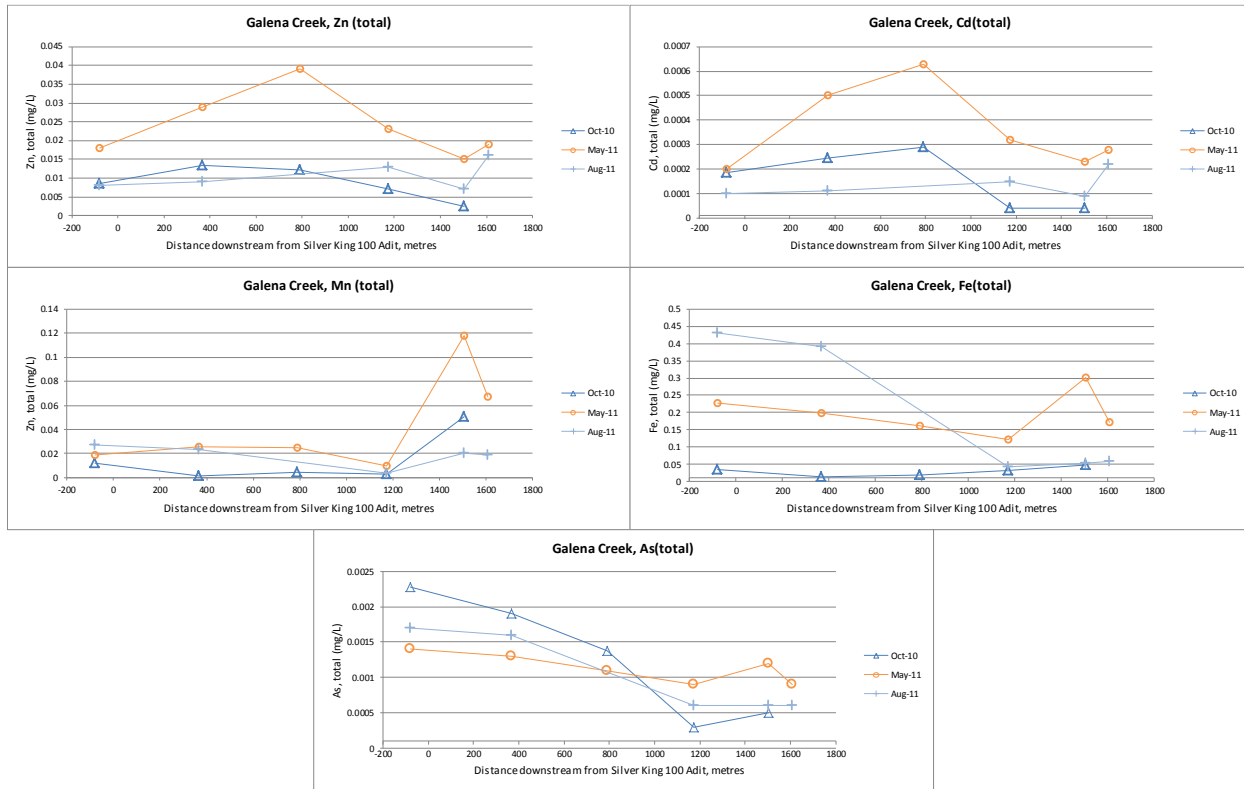 Galena Creek, Zn (total)
Zn, total (mg/L)
0.045
0.04
0.035
0.03
0.025
0.02
0.015
0.01
0.005
0
-200 0 200 400 600 800 1000 1200 1400 1600 1800
Distance downstream from Silver King 100 Adit, metres
Oct-10
May-11
Aug-11
Galena Creek, Cd(total)
Cd, total (mg/L)
0.0007
0.0006
0.0005
0.0004
0.0003
0.0002
0.0001
0
-200 0 200 400 600 800 1000 1200 1400 1600 1800
Distance downstream from Silver King 100 Adit, metres
Oct-10
May-11
Aug-11
Galena Creek, Mn (total)
Zn, total (mg/L)
0.14
0.12
0.1
0.08
0.06
0.04
0.02
0
-200 0 200 400 600 800 1000 1200 1400 1600 1800
Distance downstream from Silver King 100 Adit, metres
Oct-10
May-11
Aug-11
Galena Creek, Fe(total)
Fe, total (mg/L)
0.5
0.45
0.4
0.35
0.3
0.25
0.2
0.15
0.1
0.05
0
-200 0 200 400 600 800 1000 1200 1400 1600 1800
Distance downstream from Silver King 100 Adit, metres
Oct-10
May-11
Aug-11
Galena Creek, As(total)
As, total (mg/L)
0.0025
0.002
0.0015
0.001
0.0005
0
-200 0 200 400 600 800 1000 1200 1400 1600 1800
Distance downstream from Silver King 100 Adit, metres
Oct-10
May-11
Aug-11